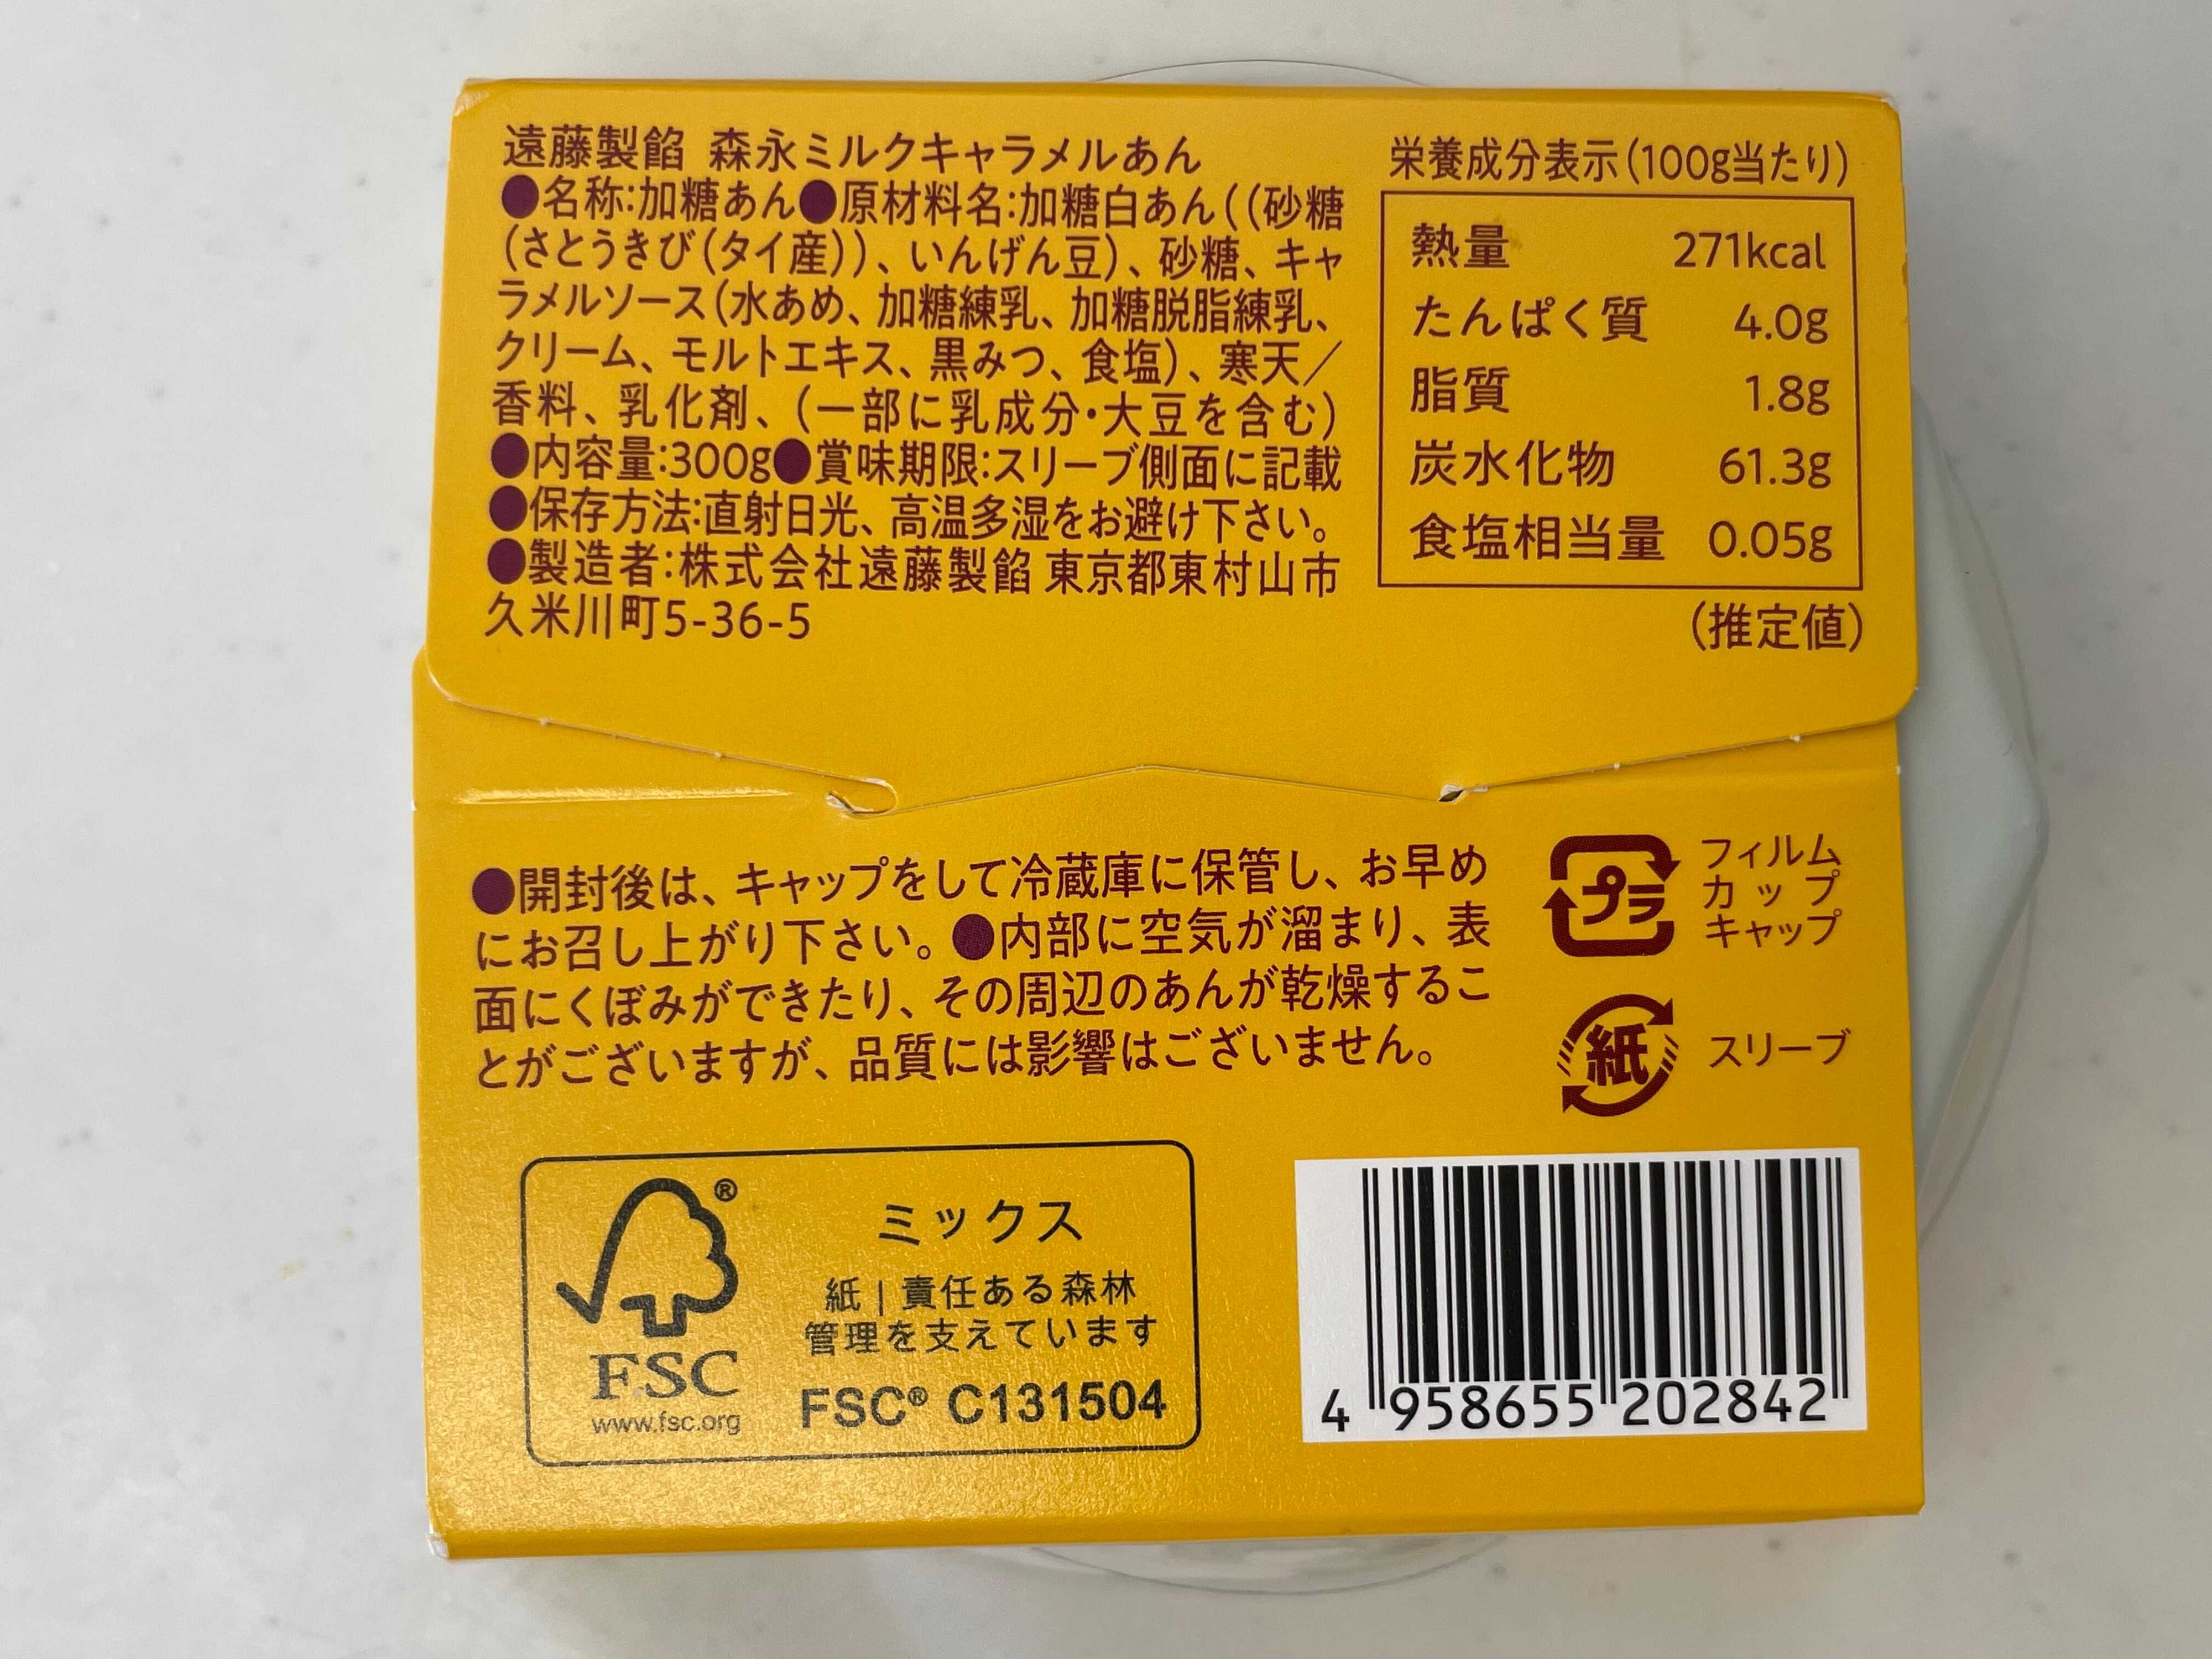 遠藤製餡 森永ミルクキャラメルあん
●名称:加糖あん●原材料名:加糖白あん((砂糖
(さとうきび(タイ産))、いんげん豆)、砂糖、キャ
ラメルソース(水あめ、加糖練乳、加糖脱脂練乳、
クリーム、モルトエキス、黒みつ、食塩)、寒天/
香料、乳化剤、(一部に乳成分・大豆を含む)
●内容量:300g●賞味期限:スリーブ側面に記載
●保存方法:直射日光、高温多湿をお避け下さい。
●製造者:株式会社遠藤製餡 東京都東村山市
久米川町5-36-5
栄養成分表示(100g当たり)
熱量 271kcal
たんぱく質 4.0g
脂質 1.8g
炭水化物 61.3g
食塩相当量 0.05g
(推定値)
●開封後は、キャップをして冷蔵庫に保管し、お早め
にお召し上がり下さい。●内部に空気が溜まり、表
面にくぼみができたり、その周辺のあんが乾燥するこ
とがございますが、品質には影響はございません。
プラ
フィルム
カップ
キャップ
紙
スリーブ
®
FSC
www.fsc.org
ミックス
紙 | 責任ある森林
管理を支えています
FSC® C131504
4 958655 202842